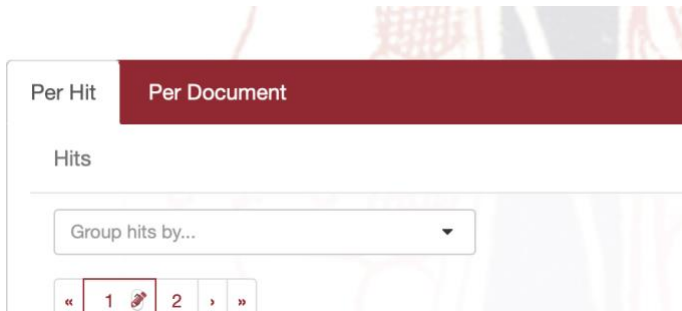 Per Hit Per Document
Hits
Group hits by...
« 1 2 › »